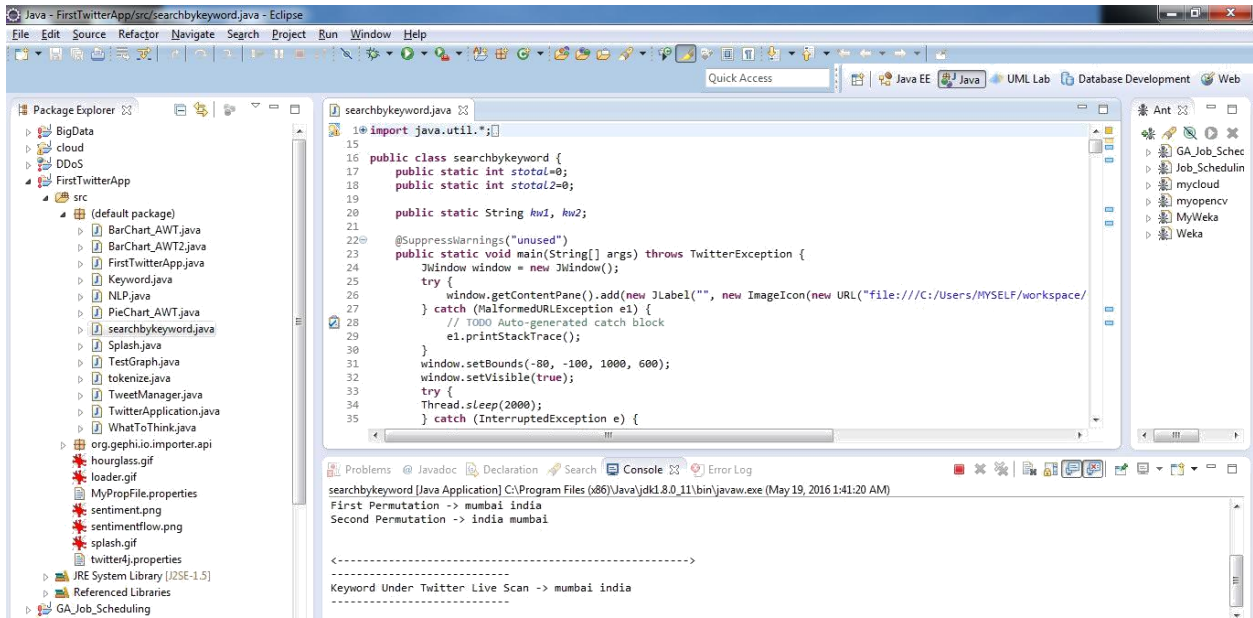 Java - FirstTwitterApp/src/searchbykeyword.java - Eclipse
File Edit Source Refactor Navigate Search Project Run Window Help
Quick Access Java EE Java UML Lab Database Development Web
Package Explorer
BigData
cloud
DDoS
FirstTwitterApp
src
(default package)
BarChart_AWT.java
BarChart_AWT2.java
FirstTwitterApp.java
Keyword.java
NLP.java
PieChart_AWT.java
searchbykeyword.java
Splash.java
TestGraph.java
tokenize.java
TweetManager.java
TwitterApplication.java
WhatToThink.java
org.gephi.io.importer.api
hourglass.gif
loader.gif
MyPropFile.properties
sentiment.png
sentimentflow.png
splash.gif
twitter4j.properties
JRE System Library [J2SE-1.5]
Referenced Libraries
GA_Job_Scheduling
searchbykeyword.java
1 import java.util.*;
15
16 public class searchbykeyword {
17 public static int stotal=0;
18 public static int stotal2=0;
19
20 public static String kw1, kw2;
21
22 @SuppressWarnings("unused")
23 public static void main(String[] args) throws TwitterException {
24 JWindow window = new JWindow();
25 try {
26 window.getContentPane().add(new JLabel("", new ImageIcon(new URL("file:///C:/Users/MYSELF/workspace/
27 } catch (MalformedURLException e1) {
28 // TODO Auto-generated catch block
29 e1.printStackTrace();
30 }
31 window.setBounds(-80, -100, 1000, 600);
32 window.setVisible(true);
33 try {
34 Thread.sleep(2000);
35 } catch (InterruptedException e) {
Ant
GA_Job_Schec
Job_Schedulin
mycloud
myopencv
MyWeka
Weka
Problems @ Javadoc Declaration Search Console Error Log
searchbykeyword [Java Application] C:\Program Files (x86)\Java\jdk1.8.0_11\bin\javaw.exe (May 19, 2016 1:41:20 AM)
First Permutation -> mumbai india
Second Permutation -> india mumbai
<------------------------------------------------------->
----------------------------
Keyword Under Twitter Live Scan -> mumbai india
----------------------------